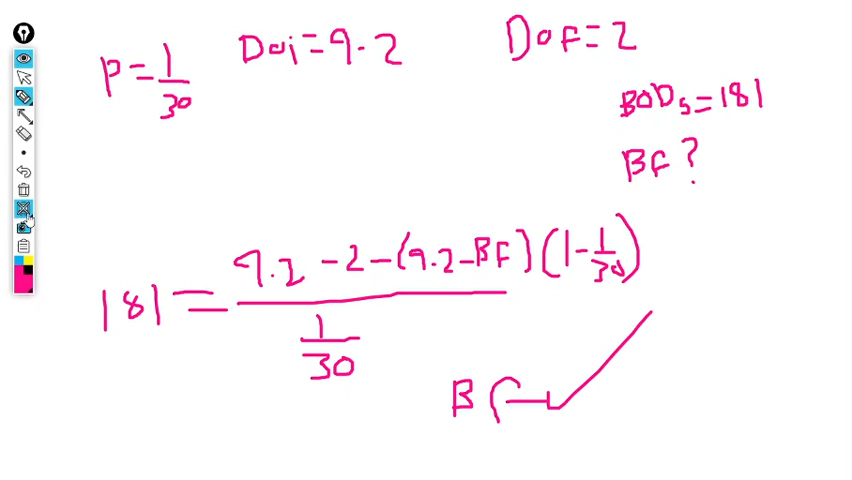 P=1/30 DOi=9.2 DOF=2
BOD5=181
BF?
181=9.2-2-(9.2-BF)(1-1/30)
1/30
BF